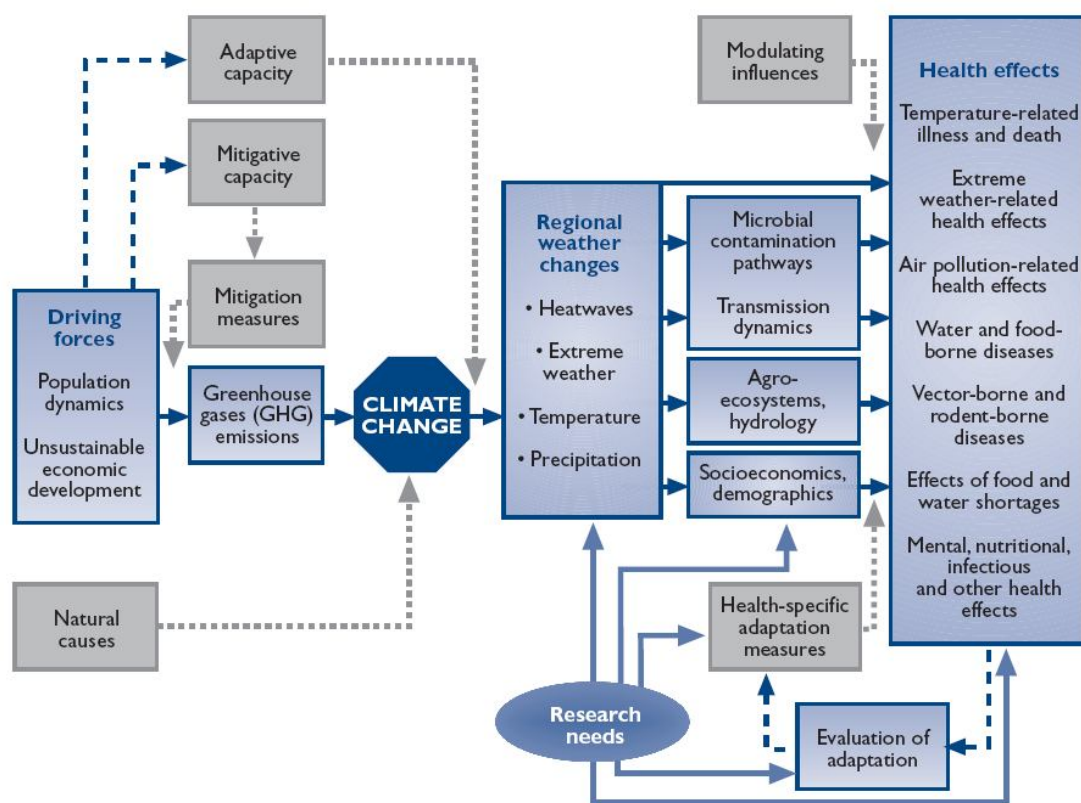 Adaptive
capacity
Mitigative
capacity
Mitigation
measures
Driving
forces
Population
dynamics
Unsustainable
economic
development
Greenhouse
gases (GHG)
emissions
CLIMATE
CHANGE
Natural
causes
Regional
weather
changes
• Heatwaves
• Extreme
weather
• Temperature
• Precipitation
Modulating
influences
Microbial
contamination
pathways
Transmission
dynamics
Agro-
ecosystems,
hydrology
Socioeconomics,
demographics
Health-specific
adaptation
measures
Research
needs
Evaluation of
adaptation
Health effects
Temperature-related
illness and death
Extreme
weather-related
health effects
Air pollution-related
health effects
Water and food-
borne diseases
Vector-borne and
rodent-borne
diseases
Effects of food and
water shortages
Mental, nutritional,
infectious
and other health
effects